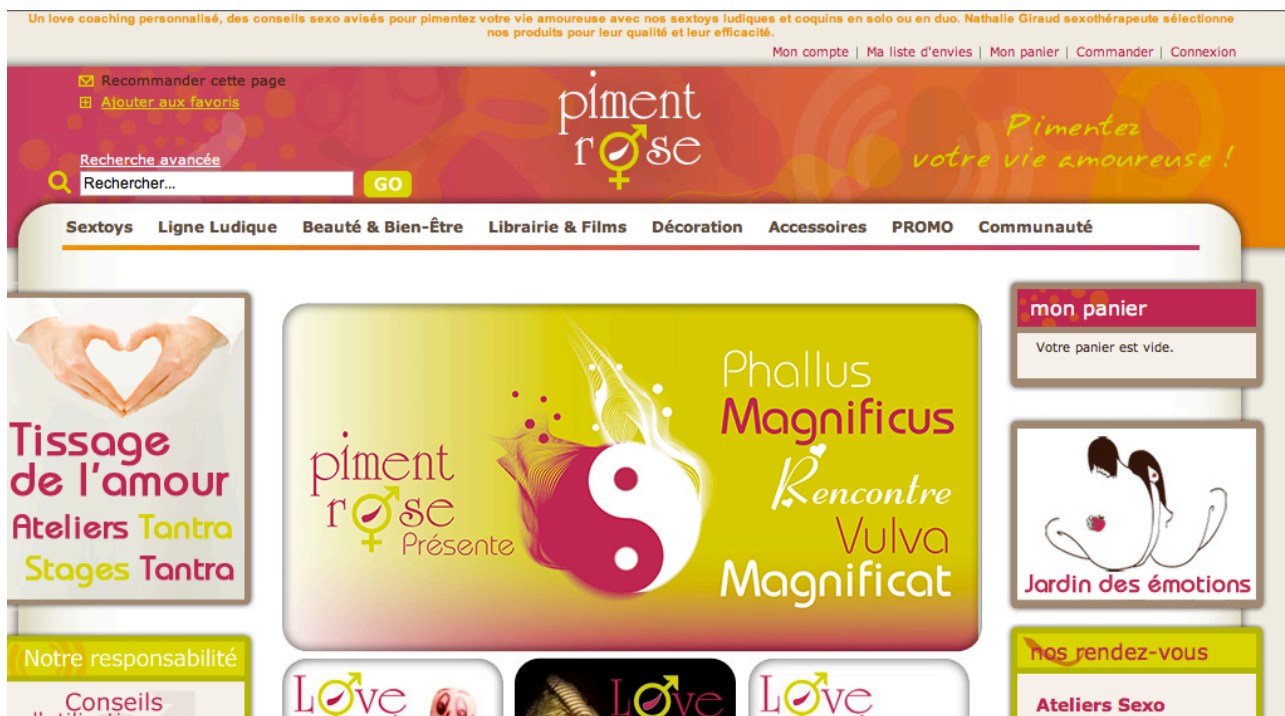 Un love coaching personnalisé, des conseils sexo avisés pour pimentez votre vie amoureuse avec nos sextoys ludiques et coquins en solo ou en duo. Nathalie Giraud sexothérapeute sélectionne
nos produits pour leur qualité et leur efficacité.
Mon compte | Ma liste d'envies | Mon panier | Commander | Connexion
Recommander cette page
Ajouter aux favoris
piment
rose
Pimentez
votre vie amoureuse !
Recherche avancée
Rechercher...
GO
Sextoys Ligne Ludique Beauté & Bien-Être Librairie & Films Décoration Accessoires PROMO Communauté
Tissage
de l'amour
Ateliers Tantra
Stages Tantra
Notre responsabilité
Conseils
piment
rose
Présente
Phallus
Magnificus
Rencontre
Vulva
Magnificat
Love
Love
Love
mon panier
Votre panier est vide.
Jardin des émotions
nos rendez-vous
Ateliers Sexo